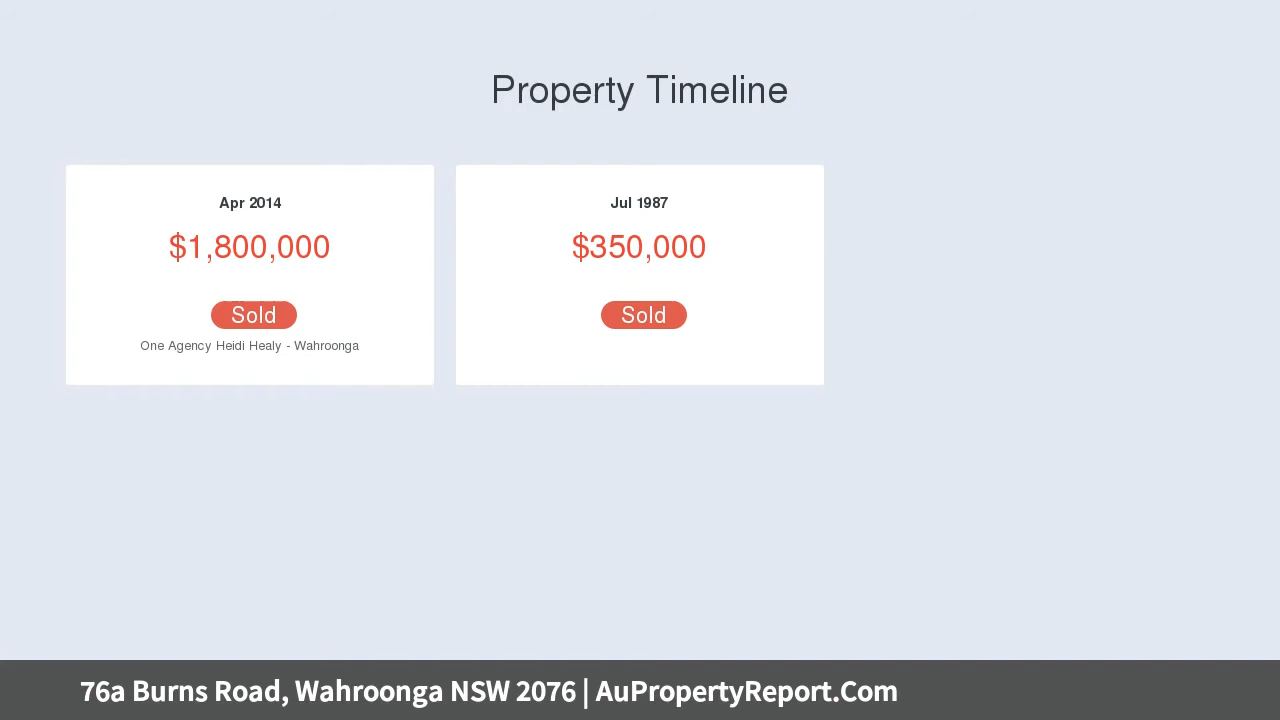 Property Timeline
Apr 2014
$1,800,000
Sold
One Agency Heidi Healy - Wahroonga
Jul 1987
$350,000
Sold
76a Burns Road, Wahroonga NSW 2076 | AuPropertyReport.Com